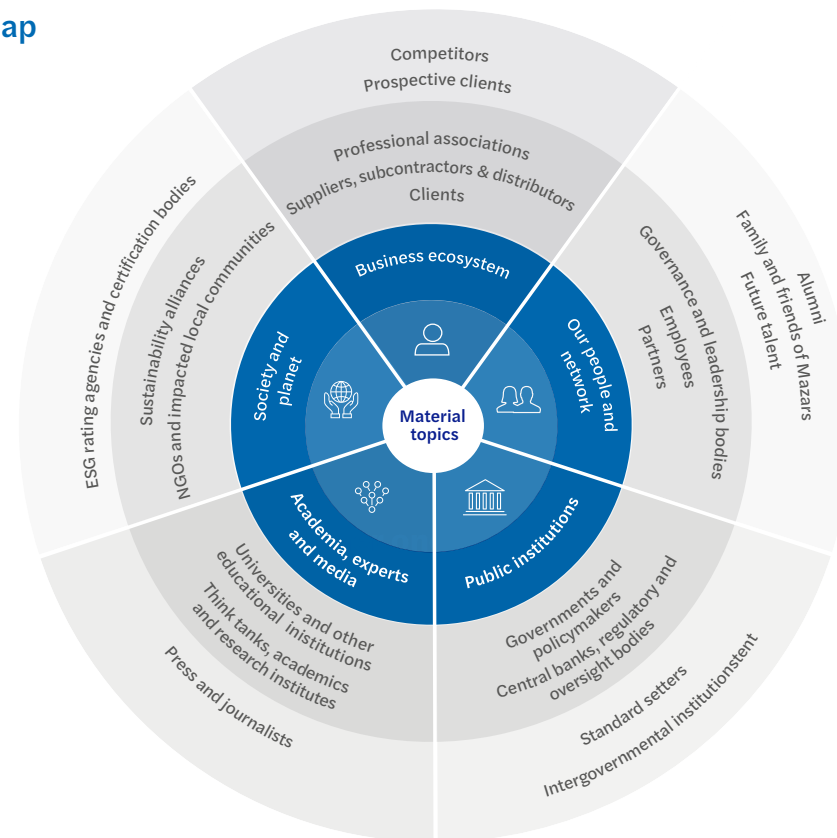 ap
Competitors
Prospective clients
Professional associations
Suppliers, subcontractors & distributors
Clients
Business ecosystem
Alumni
Family and friends of Mazars
Future talent
Governance and leadership bodies
Employees
Partners
Our people and
network
Material
topics
Public institutions
Governments and
policymakers
Central banks, regulatory and
oversight bodies
Standard setters
Intergovernmental institutionstent
Academia, experts
and media
Universities and other
educational inistitutions
Think tanks, academics
and research institutes
Press and journalists
Society and
planet
NGOs and impacted local communities
Sustainability alliances
ESG rating agencies and certification bodies